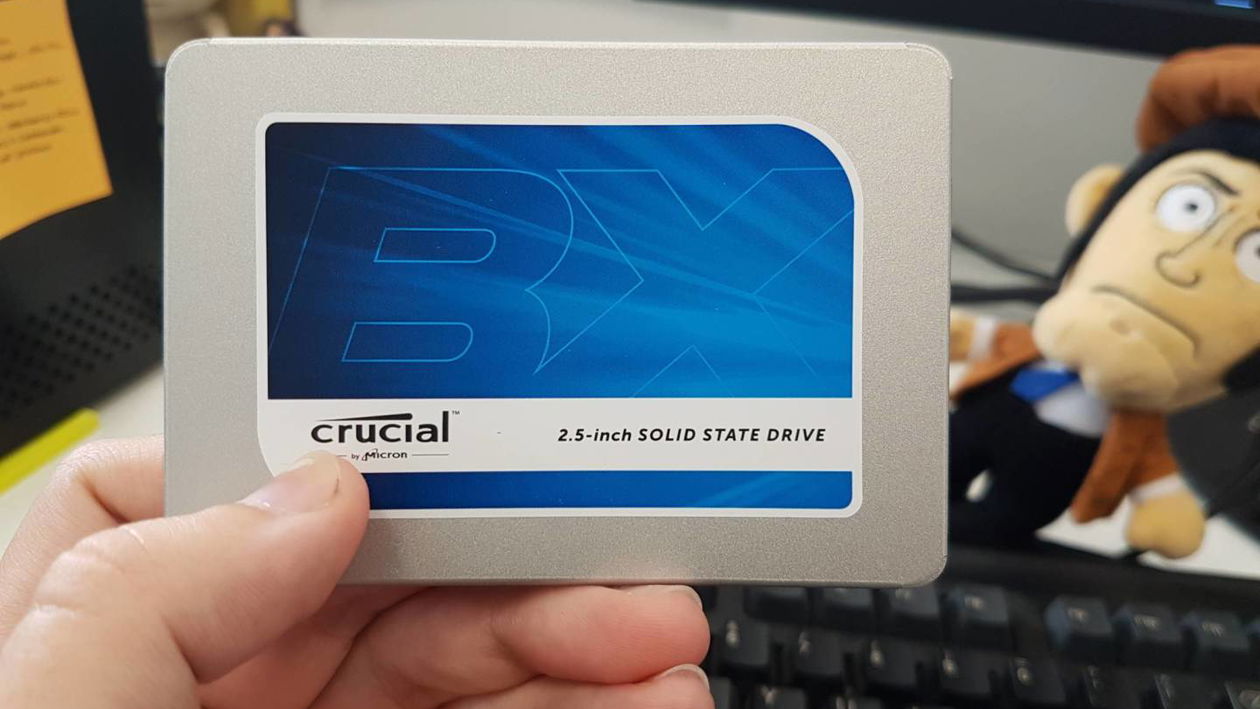 BX
crucial™
by Micron
2.5-inch SOLID STATE DRIVE